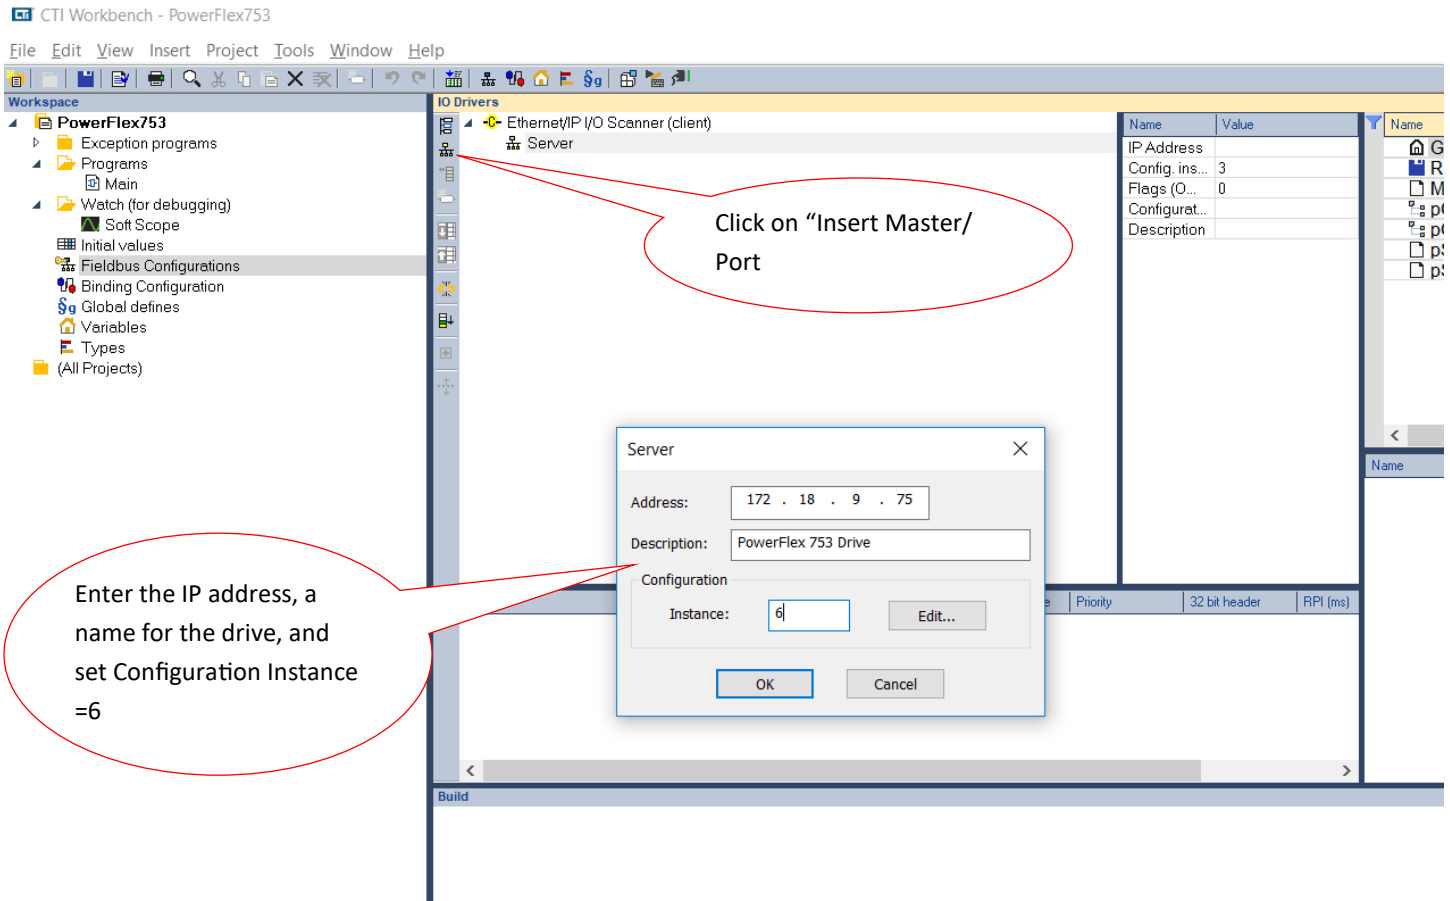 CTI Workbench - PowerFlex753
File Edit View Insert Project Tools Window Help
Workspace
PowerFlex753
Exception programs
Programs
Main
Watch (for debugging)
Soft Scope
Initial values
Fieldbus Configurations
Binding Configuration
Global defines
Variables
Types
(All Projects)
IO Drivers
Ethernet/IP I/O Scanner (client)
Server
Name Value
IP Address
Config. ins... 3
Flags (O... 0
Configurat...
Description
Name
G
R
M
Click on “Insert Master/
Port
Server
Address: 172 . 18 . 9 . 75
Description: PowerFlex 753 Drive
Configuration
Instance: 6 Edit...
OK Cancel
Enter the IP address, a
name for the drive, and
set Configuration Instance
=6
Priority 32 bit header RPI (ms)
Name
Build